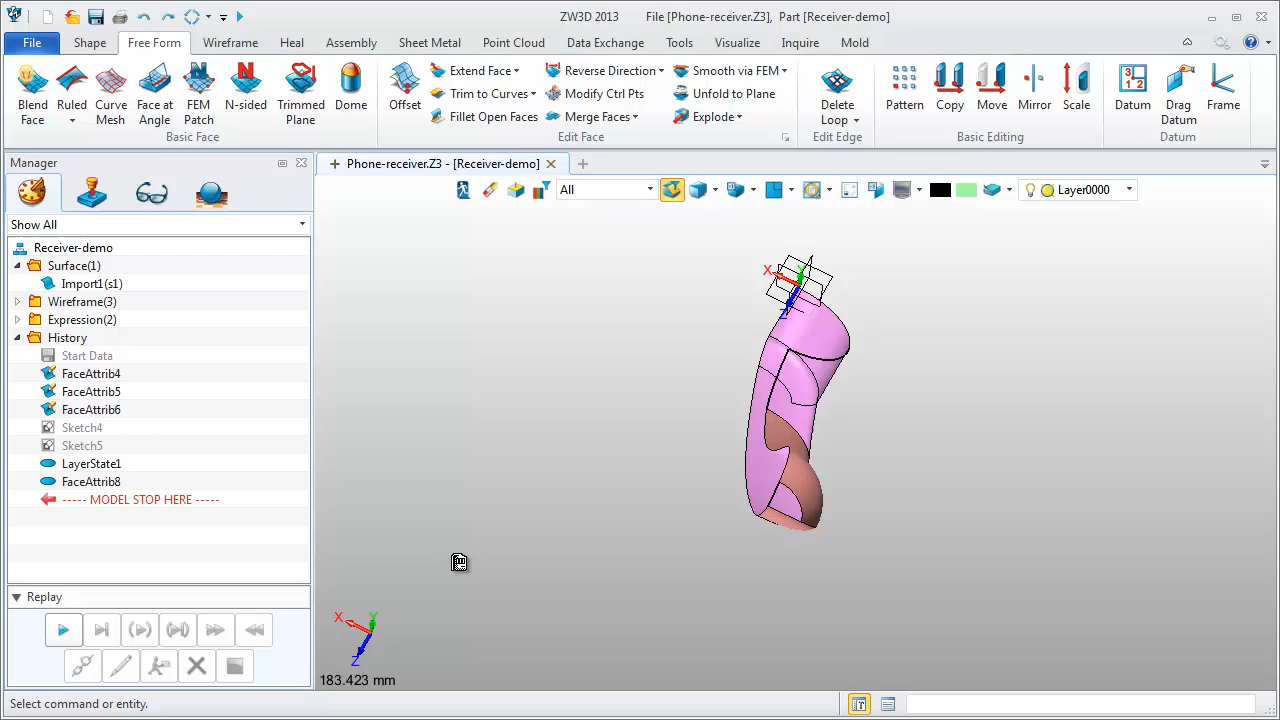 ZW3D 2013 File [Phone-receiver.Z3], Part [Receiver-demo]
File Shape Free Form Wireframe Heal Assembly Sheet Metal Point Cloud Data Exchange Tools Visualize Inquire Mold
Blend Face
Ruled
Curve Mesh
Face at Angle
FEM Patch
N-sided
Trimmed Plane
Dome
Basic Face
Offset
Extend Face
Trim to Curves
Fillet Open Faces
Reverse Direction
Modify Ctrl Pts
Merge Faces
Smooth via FEM
Unfold to Plane
Explode
Edit Face
Delete Loop
Edit Edge
Pattern
Copy
Move
Mirror
Scale
Basic Editing
Datum
Drag Datum
Frame
Datum
Manager
Phone-receiver.Z3 - [Receiver-demo]
All
Layer0000
Show All
Receiver-demo
Surface(1)
Import1(s1)
Wireframe(3)
Expression(2)
History
Start Data
FaceAttrib4
FaceAttrib5
FaceAttrib6
Sketch4
Sketch5
LayerState1
FaceAttrib8
----- MODEL STOP HERE -----
Replay
X Y
Z
X Y
Z
183.423 mm
Select command or entity.